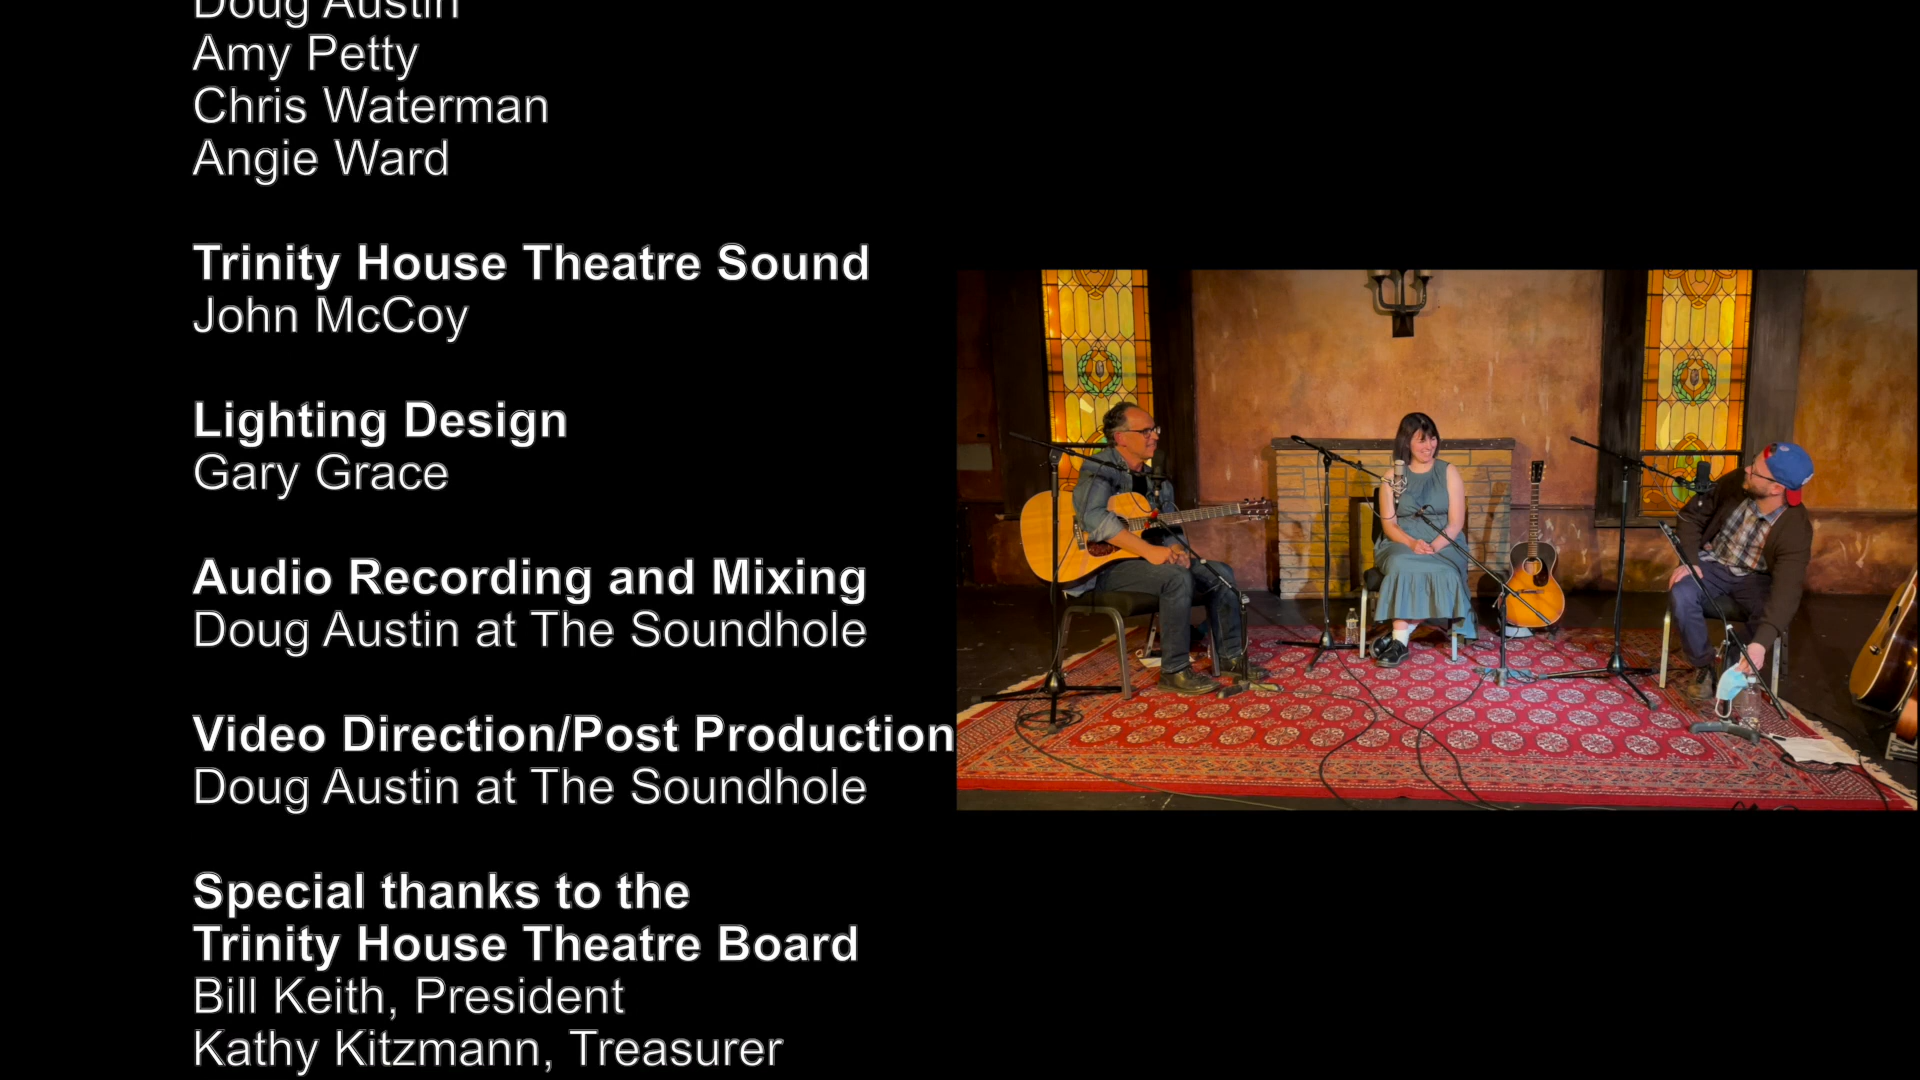 Doug Austin
Amy Petty
Chris Waterman
Angie Ward
Trinity House Theatre Sound
John McCoy
Lighting Design
Gary Grace
Audio Recording and Mixing
Doug Austin at The Soundhole
Video Direction/Post Production
Doug Austin at The Soundhole
Special thanks to the
Trinity House Theatre Board
Bill Keith, President
Kathy Kitzmann, Treasurer